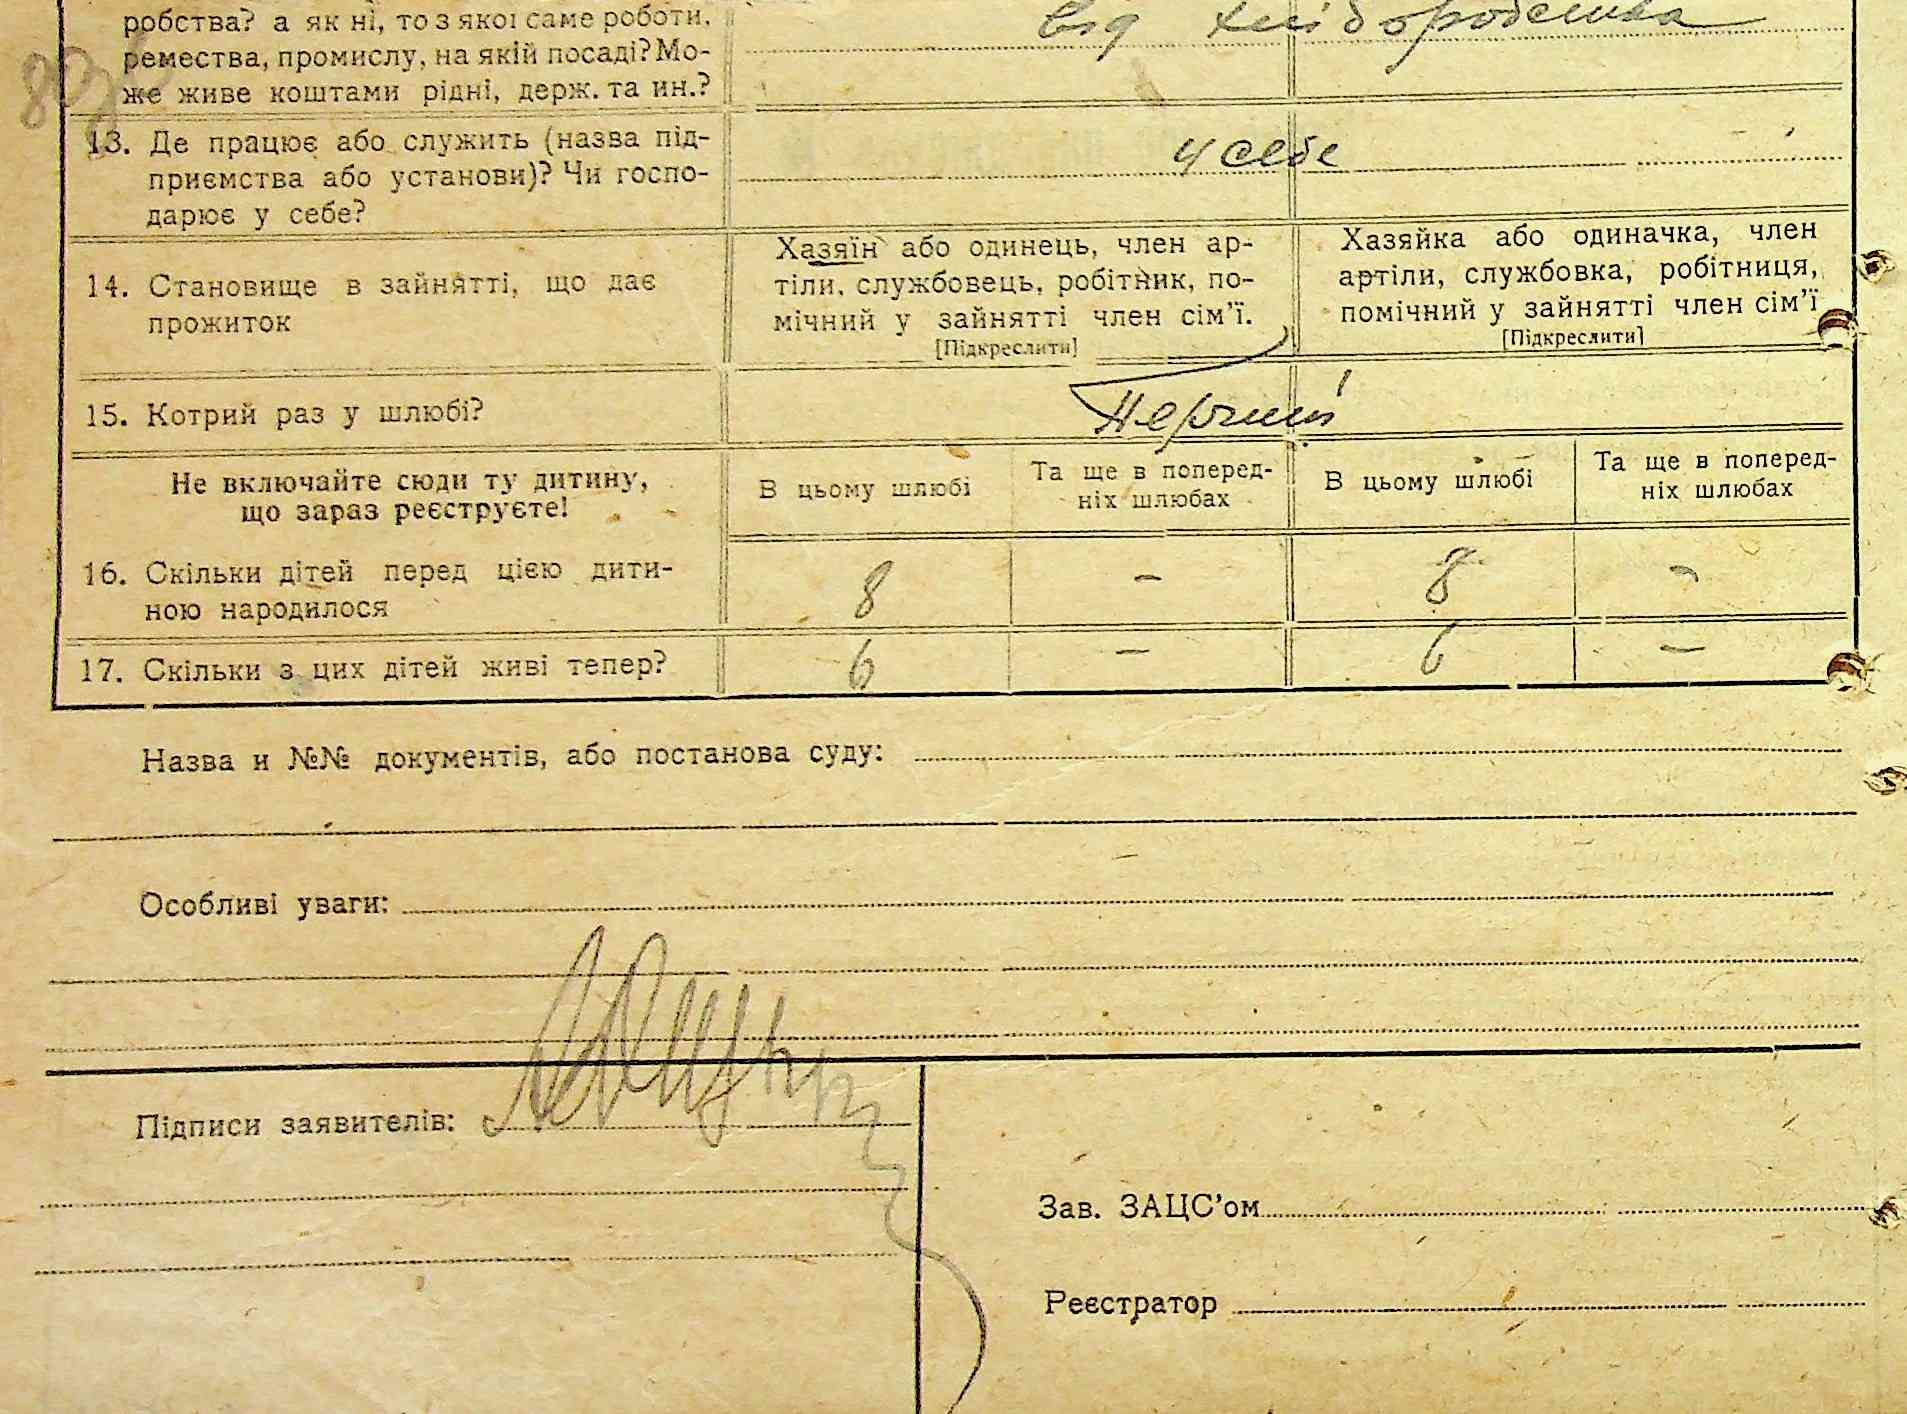 робства? а як ні, то з якої саме роботи,
ремества, промислу, на якій посаді? Мо-
же живе коштами рідні, держ. та ин.?
від хліборобства
13. Де працює або служить (назва під-
приємства або установи)? Чи госпо-
дарює у себе?
у себе
14. Становище в зайнятті, що дає
прожиток
Хазяїн або одинець, член ар-
тіли, службовець, робітник, по-
мічний у зайнятті член сім'ї.
[Підкреслити]
Хазяйка або одиначка, член
артіли, службовка, робітниця,
помічний у зайнятті член сім'ї
[Підкреслити]
15. Котрий раз у шлюбі?
Перший
Не включайте сюди ту дитину,
що зараз реєструєте!
В цьому шлюбі
Та ще в поперед-
ніх шлюбах
В цьому шлюбі
Та ще в поперед-
ніх шлюбах
16. Скільки дітей перед цією дити-
ною народилося
8 - 8 -
17. Скільки з цих дітей живі тепер?
6 - 6 -
Назва и №№ документів, або постанова суду:
Особливі уваги:
Підписи заявителів:
Зав. ЗАЦС'ом
Реєстратор